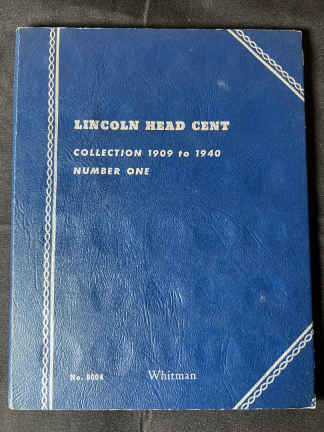 LINCOLN HEAD CENT
COLLECTION 1909 to 1940
NUMBER ONE
No. 9004 Whitman